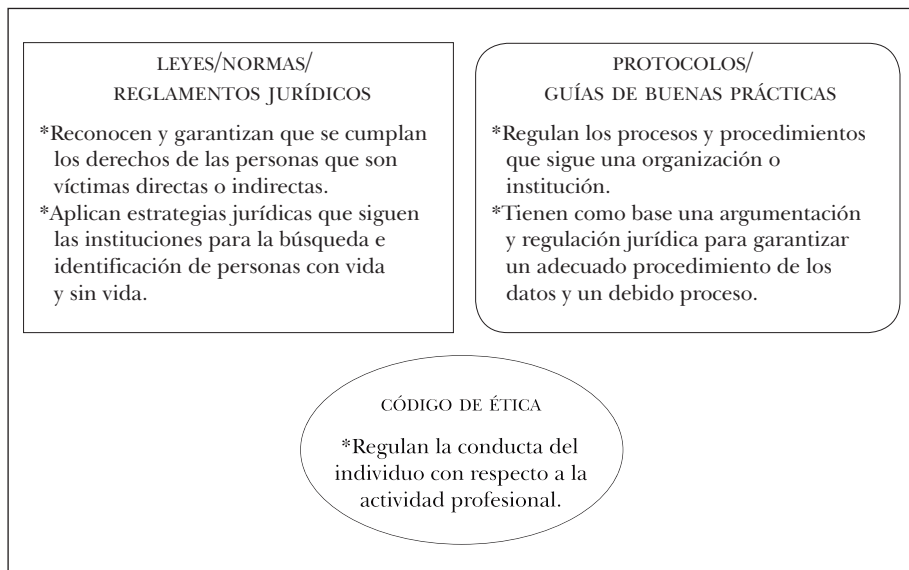 LEYES/NORMAS/
REGLAMENTOS JURÍDICOS
*Reconocen y garantizan que se cumplan
los derechos de las personas que son
víctimas directas o indirectas.
*Aplican estrategias jurídicas que siguen
las instituciones para la búsqueda e
identificación de personas con vida
y sin vida.
PROTOCOLOS/
GUÍAS DE BUENAS PRÁCTICAS
*Regulan los procesos y procedimientos
que sigue una organización o
institución.
*Tienen como base una argumentación
y regulación jurídica para garantizar
un adecuado procedimiento de los
datos y un debido proceso.
CÓDIGO DE ÉTICA
*Regulan la conducta del
individuo con respecto a la
actividad profesional.